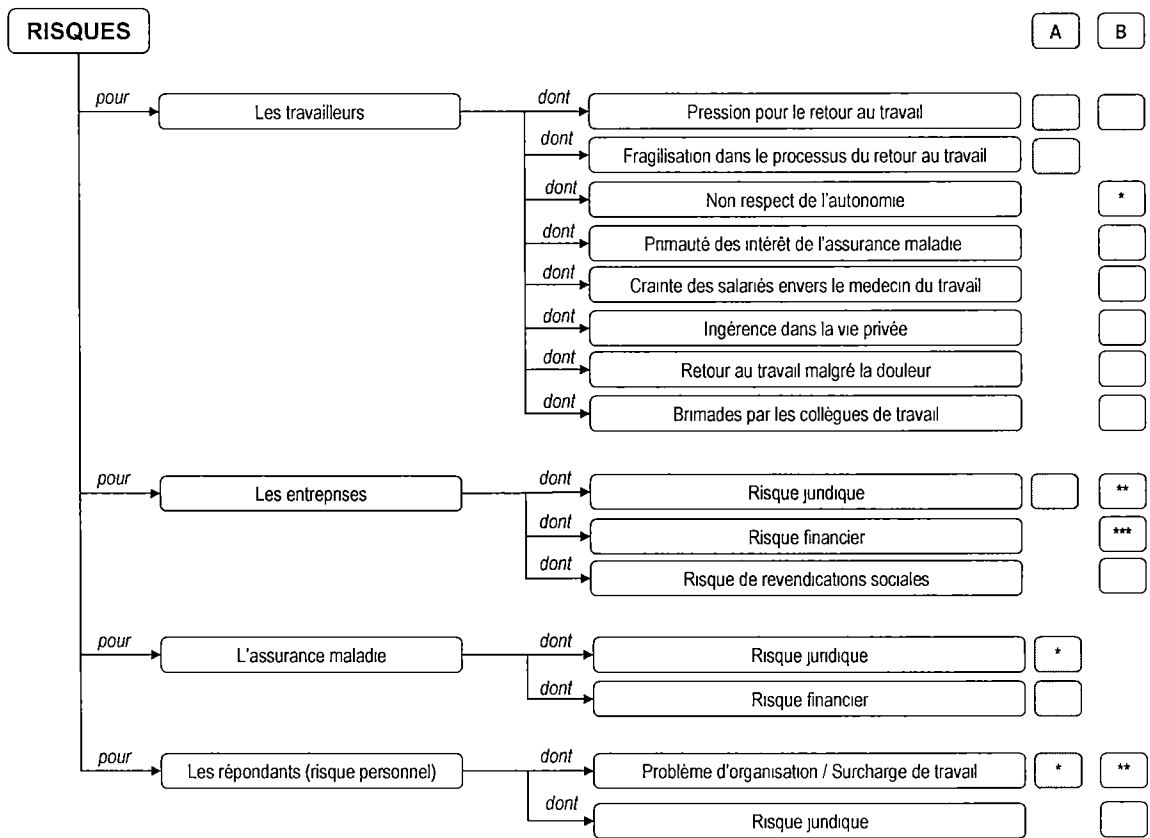 RISQUES
A
B
pour
Les travailleurs
dont
Pression pour le retour au travail
dont
Fragilisation dans le processus du retour au travail
dont
Non respect de l'autonomie
*
dont
Primauté des intérêt de l'assurance maladie
dont
Crainte des salariés envers le medecin du travail
dont
Ingérence dans la vie privée
dont
Retour au travail malgré la douleur
dont
Brimades par les collègues de travail
pour
Les entreprises
dont
Risque juridique
**
dont
Risque financier
***
dont
Risque de revendications sociales
pour
L'assurance maladie
dont
Risque juridique
*
dont
Risque financier
pour
Les répondants (risque personnel)
dont
Problème d'organisation / Surcharge de travail
*
**
dont
Risque juridique